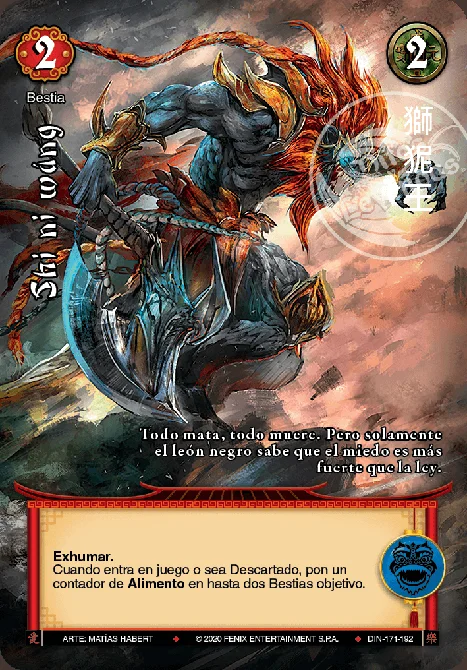 2
2
Bestia
Shi ni wáng
獅猊王
Todo mata, todo muere. Pero solamente
el león negro sabe que el miedo es más
fuerte que la ley.
Exhumar.
Cuando entra en juego o sea Descartado, pon un
contador de Alimento en hasta dos Bestias objetivo.
ARTE: MATÍAS HABERT ◆ © 2020 FENIX ENTERTAINMENT S.P.A. ◆ DIN-171-192